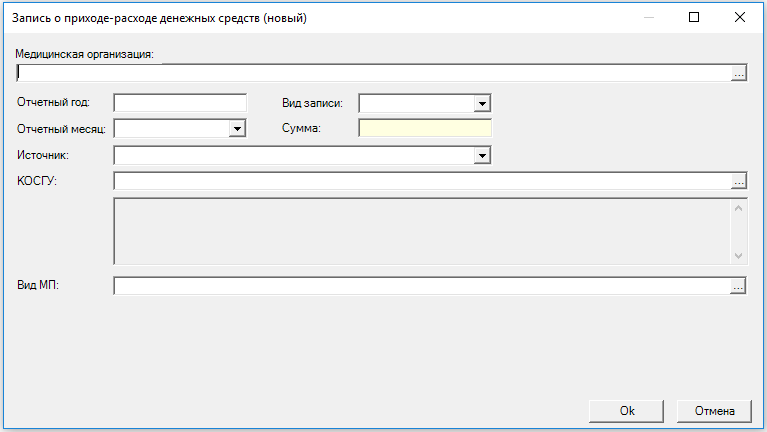 Запись о приходе-расходе денежных средств (новый)
Медицинская организация:
...
Отчетный год:
Вид записи:
Отчетный месяц:
Сумма:
Источник:
КОСГУ:
...
Вид МП:
...
Ok
Отмена